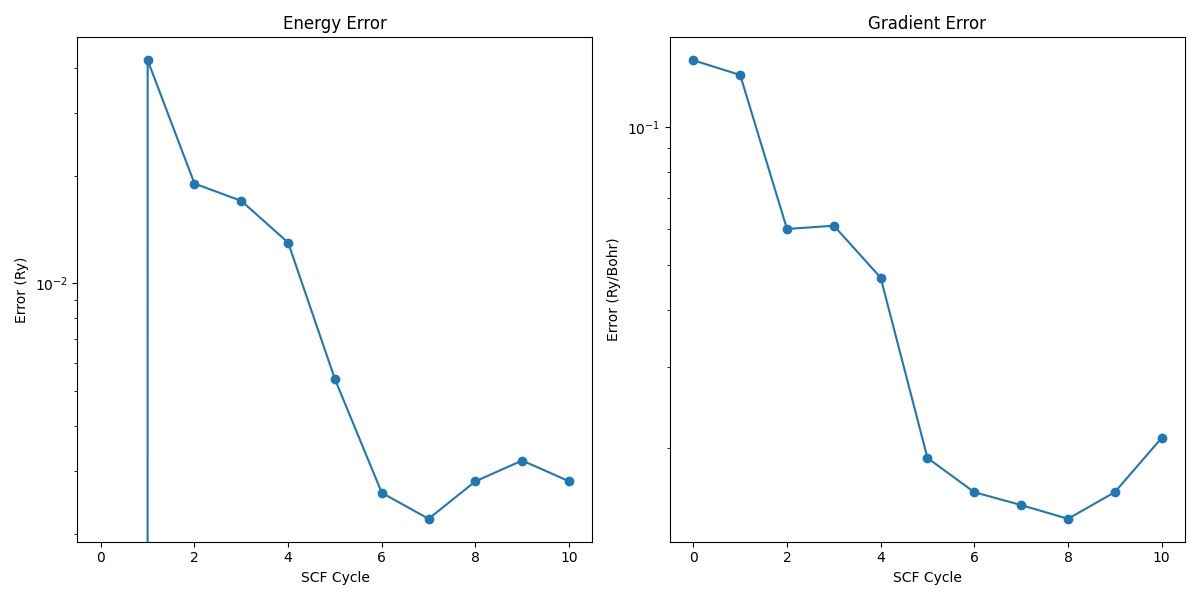 Energy Error
Error (Ry)
10⁻²
0 2 4 6 8 10
SCF Cycle
Gradient Error
Error (Ry/Bohr)
10⁻¹
0 2 4 6 8 10
SCF Cycle